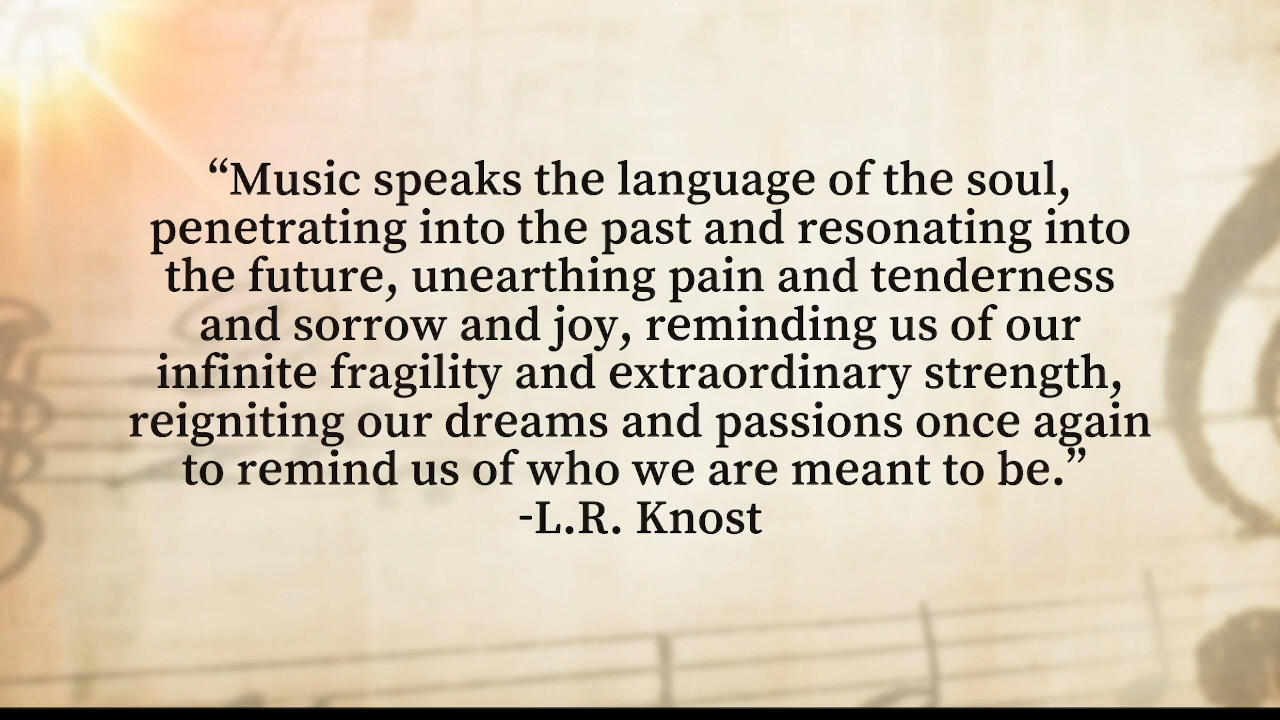 “Music speaks the language of the soul,
penetrating into the past and resonating into
the future, unearthing pain and tenderness
and sorrow and joy, reminding us of our
infinite fragility and extraordinary strength,
reigniting our dreams and passions once again
to remind us of who we are meant to be.”
-L.R. Knost